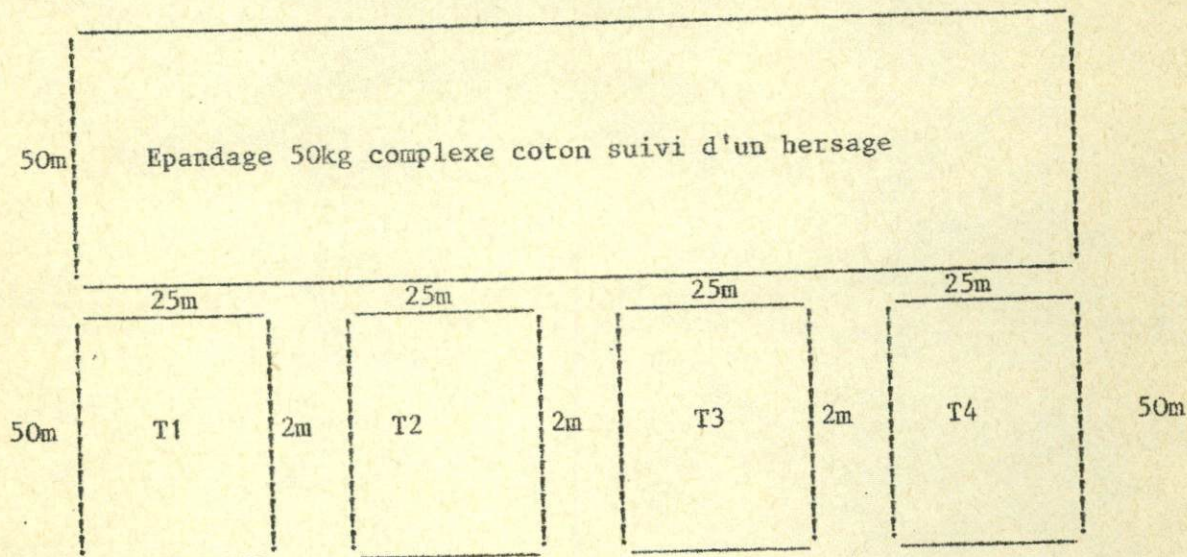 50m Epandage 50kg complexe coton suivi d'un hersage
25m 25m 25m 25m
50m T1 2m T2 2m T3 2m T4 50m